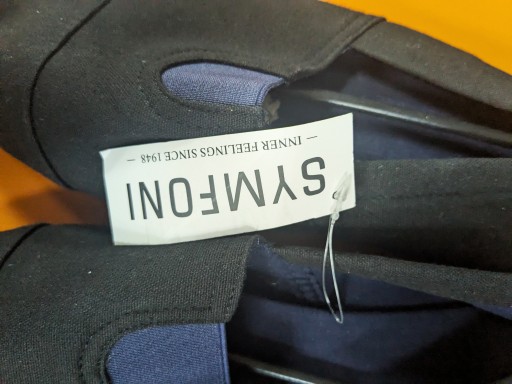 SYMFONI
— INNER FEELINGS SINCE 1948 —